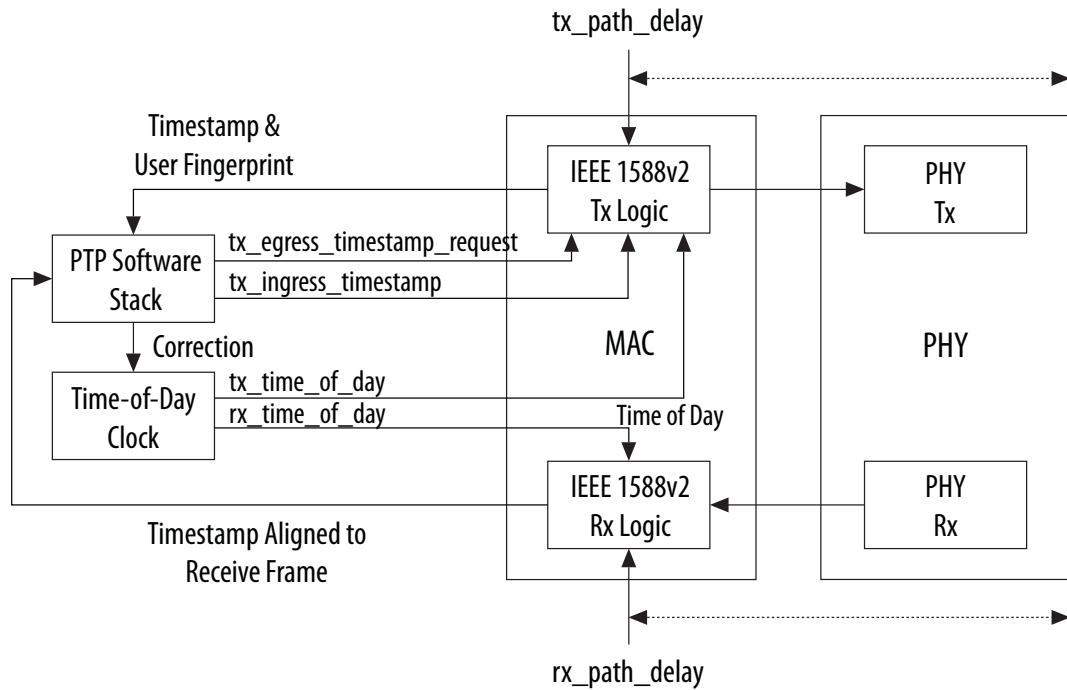 tx_path_delay
Timestamp &
User Fingerprint
IEEE 1588v2
Tx Logic
PHY
Tx
tx_egress_timestamp_request
PTP Software
Stack
tx_ingress_timestamp
Correction
MAC
PHY
tx_time_of_day
Time-of-Day
Clock
rx_time_of_day
Time of Day
IEEE 1588v2
Rx Logic
PHY
Rx
Timestamp Aligned to
Receive Frame
rx_path_delay